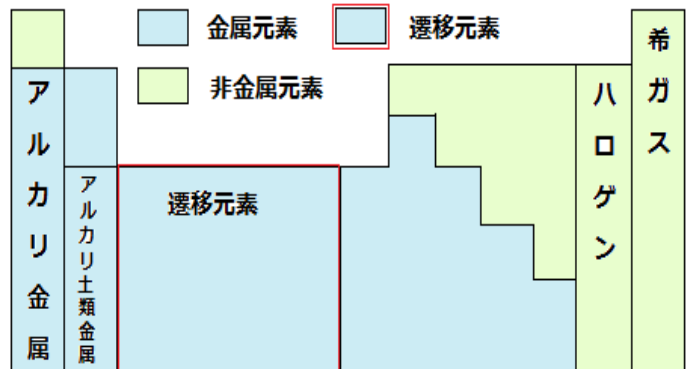 金属元素
遷移元素
非金属元素
アルカリ金属
アルカリ土類金属
遷移元素
ハロゲン
希ガス